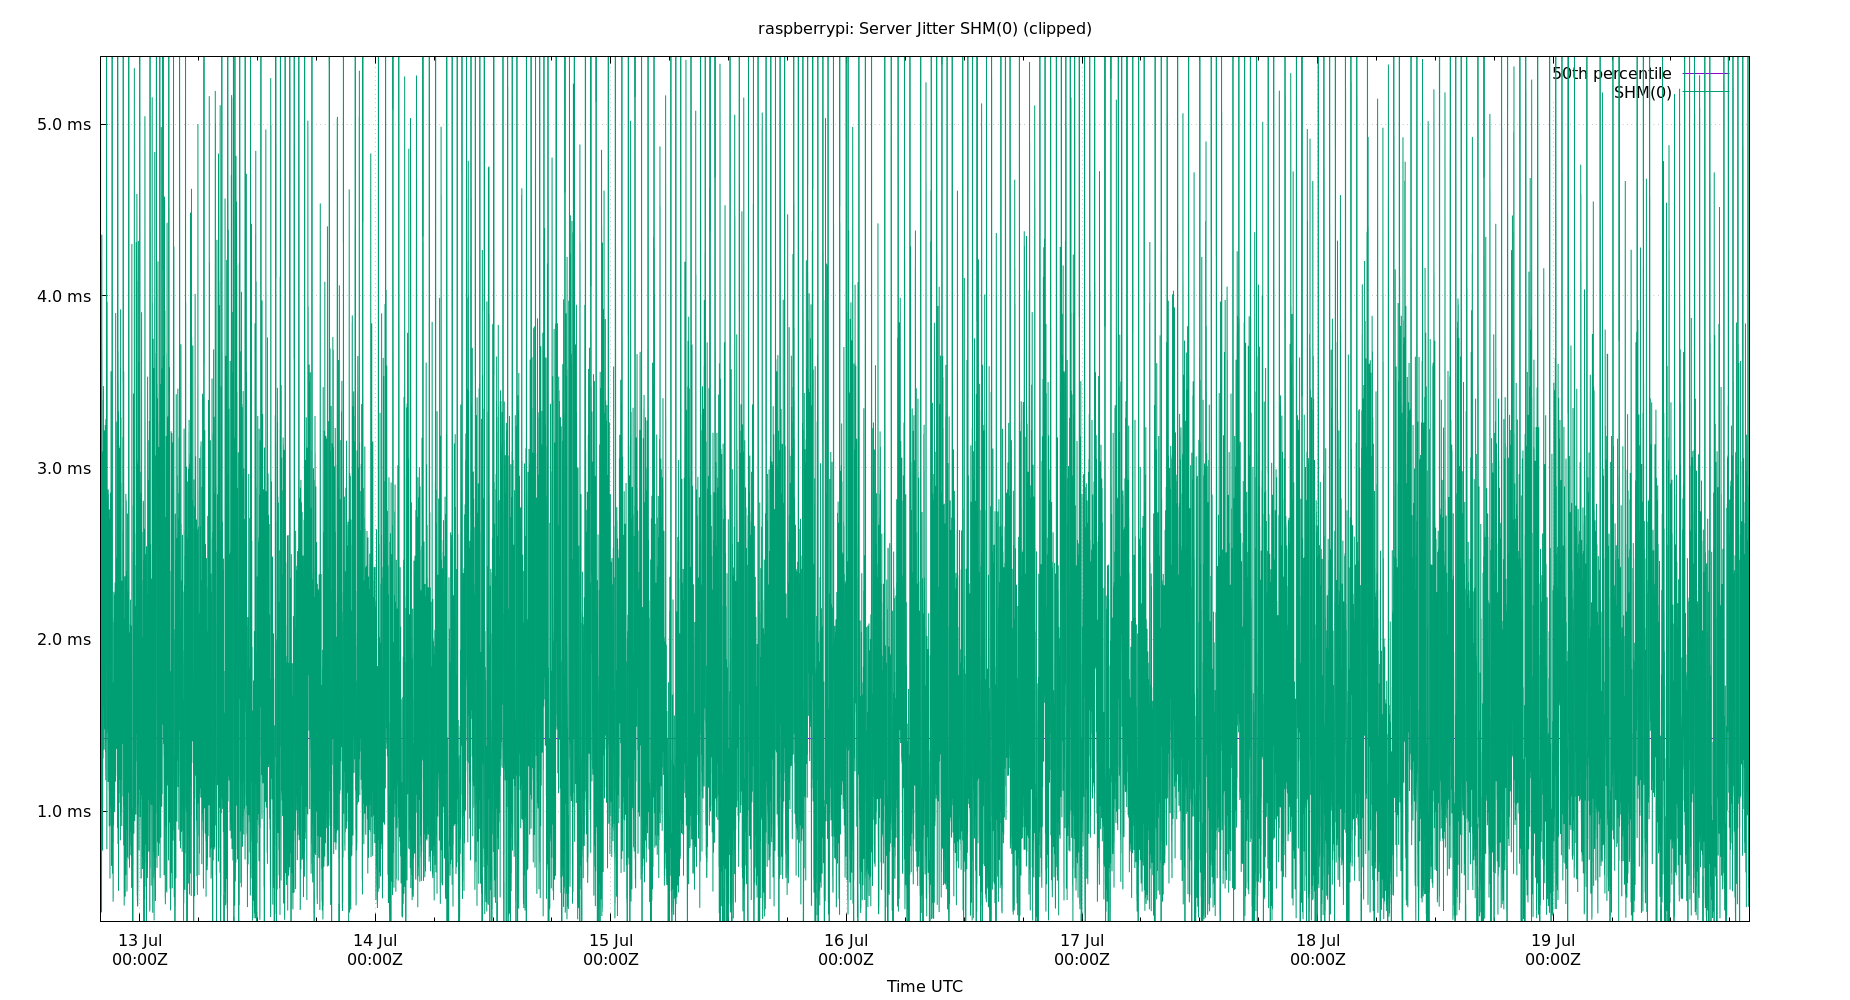 raspberrypi: Server Jitter SHM(0) (clipped)
50th percentile
SHM(0)
5.0 ms
4.0 ms
3.0 ms
2.0 ms
1.0 ms
13 Jul 14 Jul 15 Jul 16 Jul 17 Jul 18 Jul 19 Jul
00:00Z 00:00Z 00:00Z 00:00Z 00:00Z 00:00Z 00:00Z
Time UTC